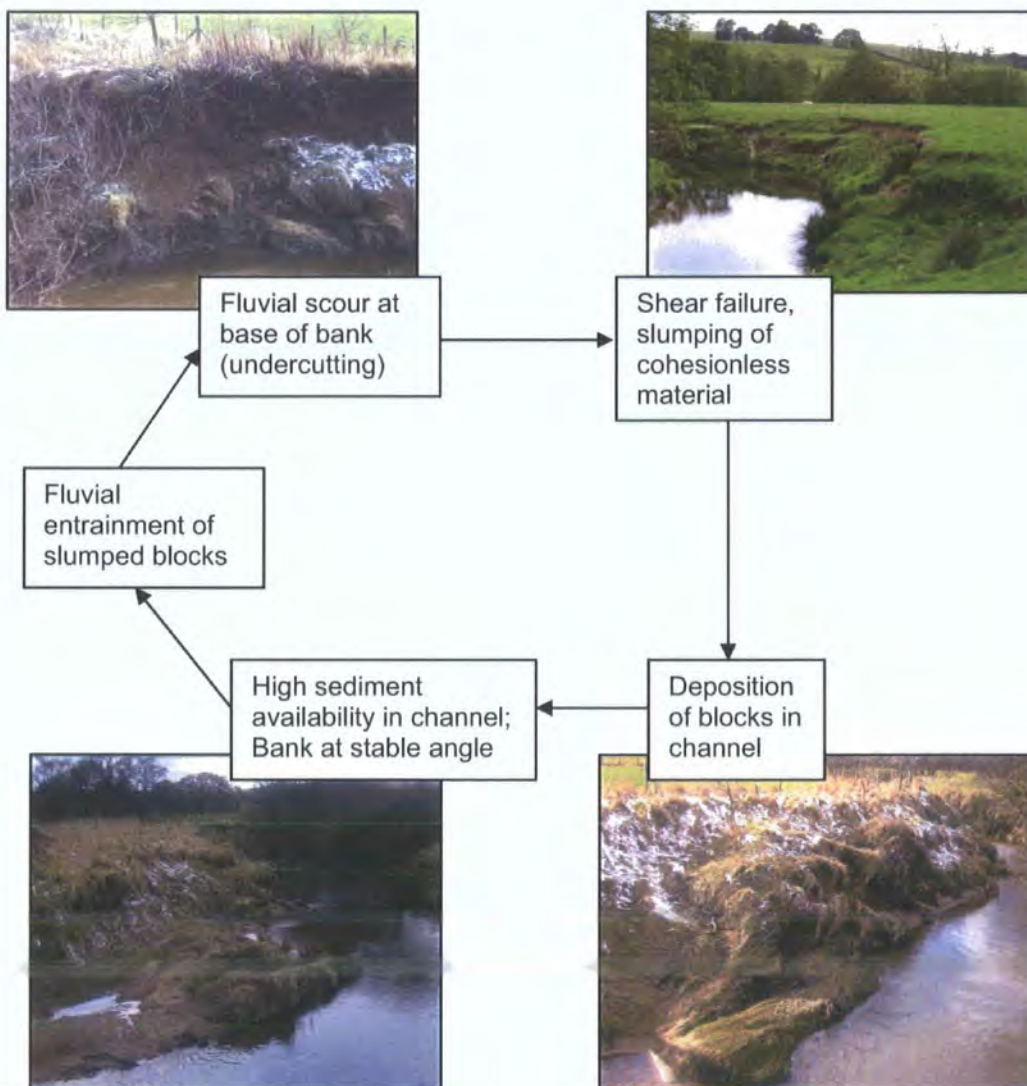 Fluvial scour at
base of bank
(undercutting)
Shear failure,
slumping of
cohesionless
material
Deposition
of blocks in
channel
High sediment
availability in channel;
Bank at stable angle
Fluvial
entrainment of
slumped blocks